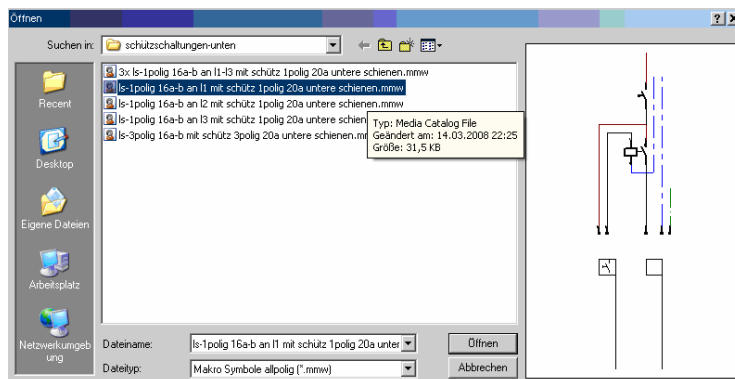 Öffnen
Suchen in:
schützschaltungen-unten
Recent
Desktop
Eigene Dateien
Arbeitsplatz
Netzwerkumgeb
ung
3x ls-1polig 16a-b an l1-l3 mit schütz 1polig 20a untere schienen.mmw
ls-1polig 16a-b an l1 mit schütz 1polig 20a untere schienen.mmw
ls-1polig 16a-b an l2 mit schütz 1polig 20a untere schienen.mmw
ls-1polig 16a-b an l3 mit schütz 1polig 20a untere schienen
ls-3polig 16a-b mit schütz 3polig 20a untere schienen.m
Typ: Media Catalog File
Geändert am: 14.03.2008 22:25
Größe: 31,5 KB
Dateiname:
ls-1polig 16a-b an l1 mit schütz 1polig 20a unter
Öffnen
Dateityp:
Makro Symbole allpolig (*.mmw)
Abbrechen